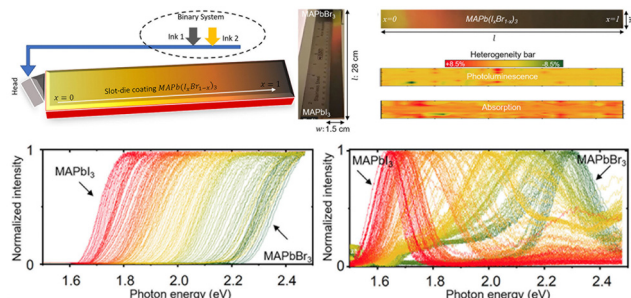 Binary System
Ink 1
Ink 2
Head
Slot-die coating MAPb(IₓBr₁₋ₓ)₃
x = 0
x = 1
MAPbBr₃
MAPbI₃
l: 28 cm
w: 1.5 cm
x=0
MAPb(IₓBr₁₋ₓ)₃
x=1
l
Heterogeneity bar
+8.5%
-8.5%
Photoluminescence
Absorption
Normalized intensity
1
0
MAPbI₃
MAPbBr₃
1.6
1.8
2.0
2.2
2.4
Photon energy (eV)
Normalized intensity
1
0
MAPbI₃
MAPbBr₃
1.6
1.8
2.0
2.2
2.4
Photon energy (eV)